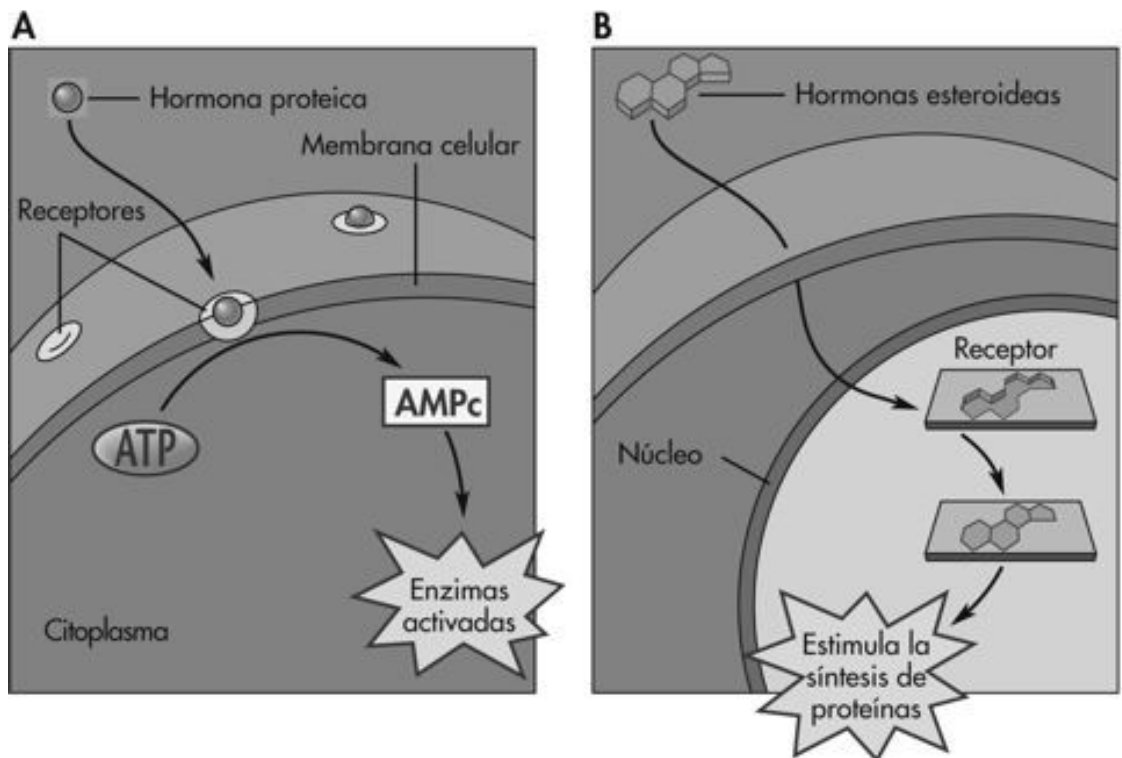 A
Hormona proteica
Membrana celular
Receptores
ATP
AMPc
Enzimas
activadas
Citoplasma
B
Hormonas esteroideas
Receptor
Núcleo
Estimula la
síntesis de
proteínas